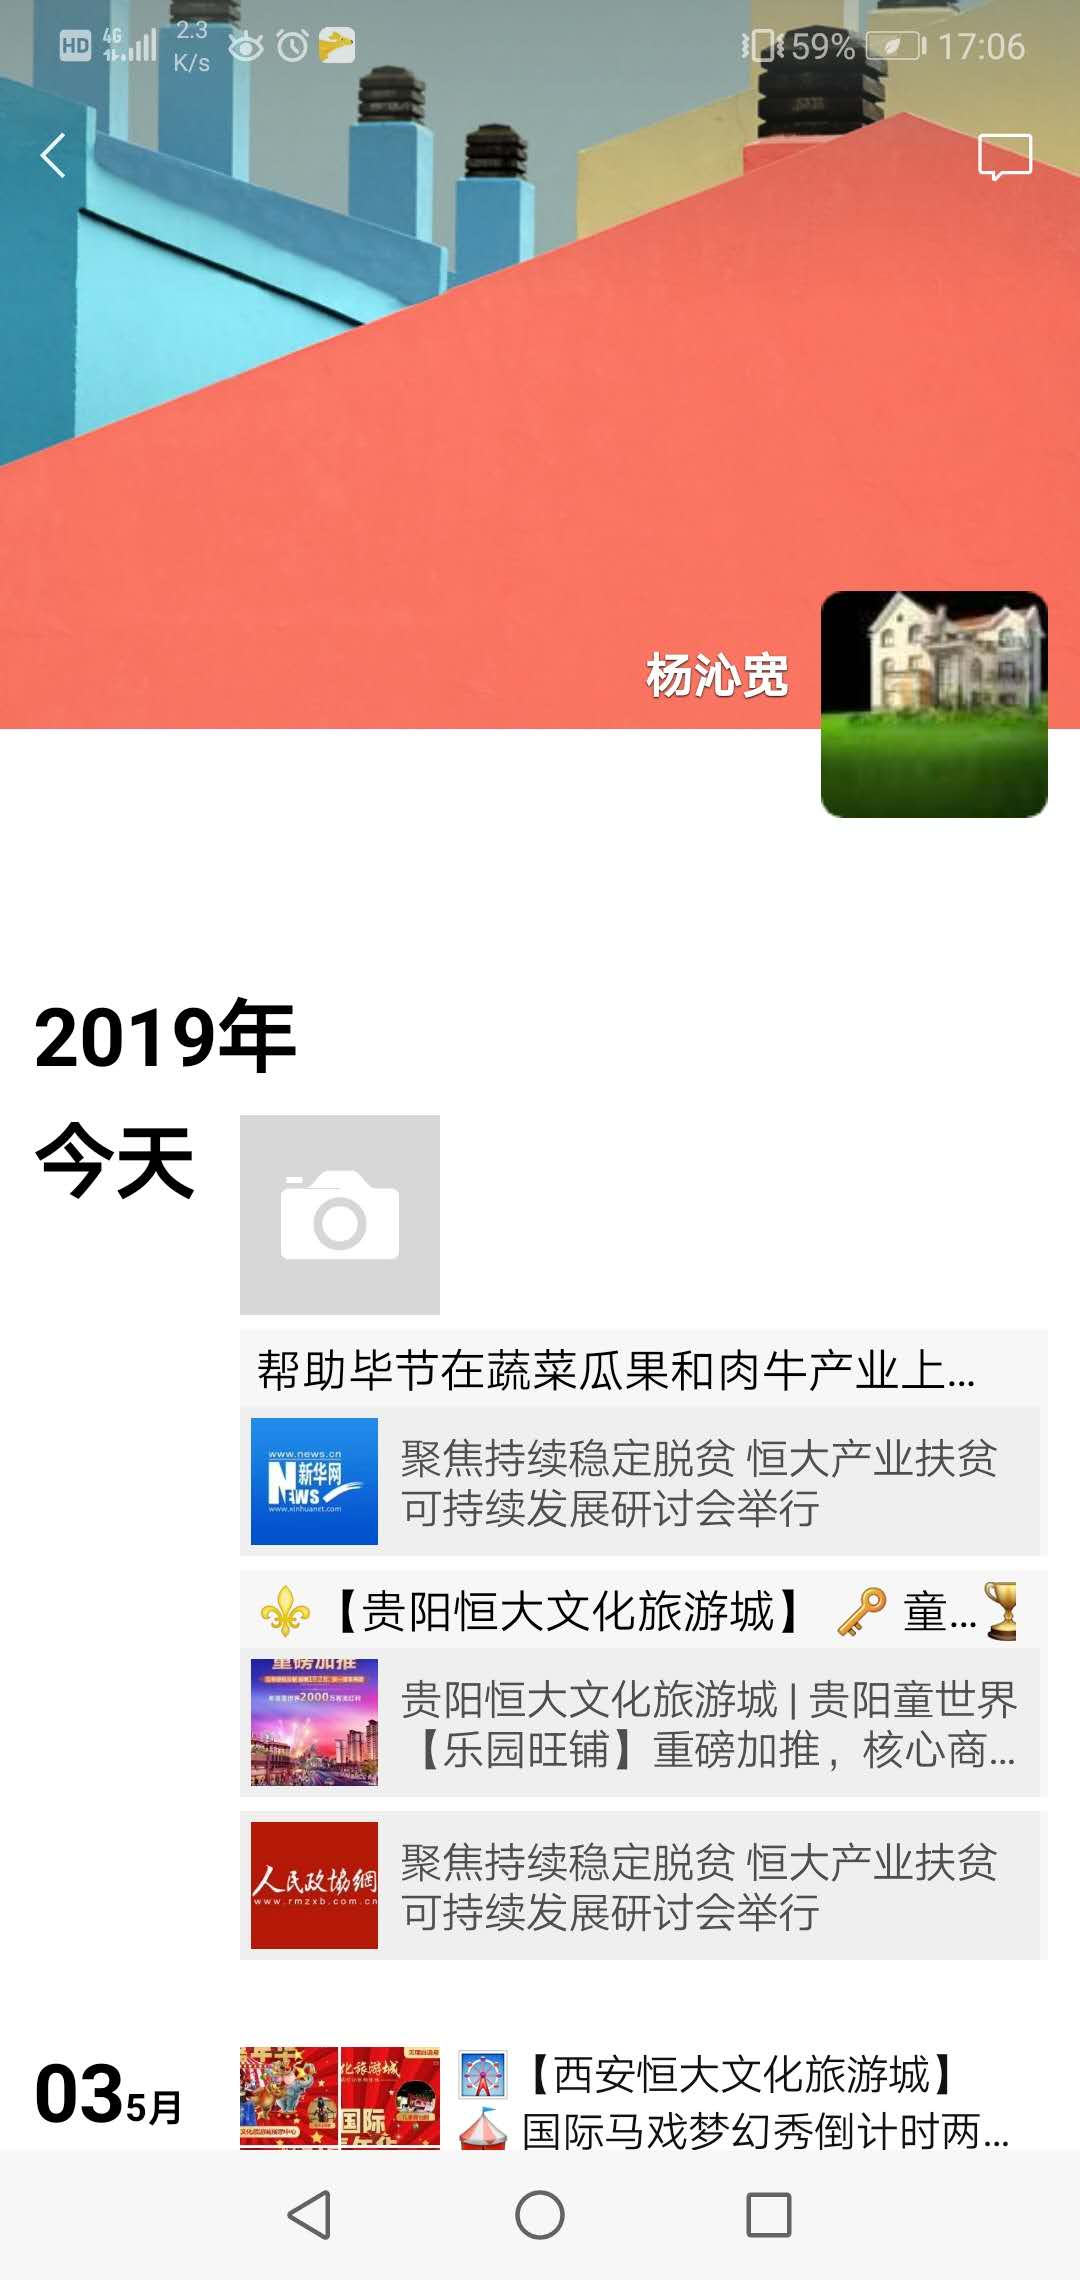 HD 4G 2.3 K/s 59% 17:06
杨沁宽
2019年
今天
帮助毕节在蔬菜瓜果和肉牛产业上...
www.news.cn
新华网
NEWS
www.xinhuanet.com
聚焦持续稳定脱贫 恒大产业扶贫
可持续发展研讨会举行
【贵阳恒大文化旅游城】 童...
重磅加推
贵阳恒大文化旅游城 | 贵阳童世界
【乐园旺铺】重磅加推，核心商...
人民政协網
www.rmzxb.com.cn
聚焦持续稳定脱贫 恒大产业扶贫
可持续发展研讨会举行
03 5月
化旅游城
国际
【西安恒大文化旅游城】
国际马戏梦幻秀倒计时两...